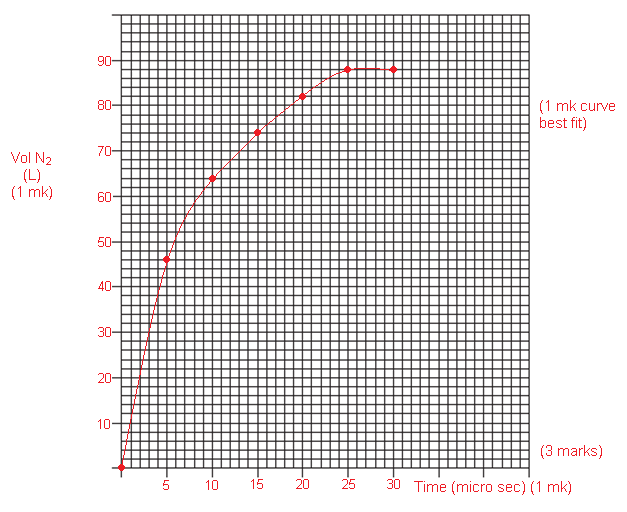 90
80
70
60
50
40
30
20
10
Vol N2
(L)
(1 mk)
(1 mk curve
best fit)
(3 marks)
5 10 15 20 25 30 Time (micro sec) (1 mk)